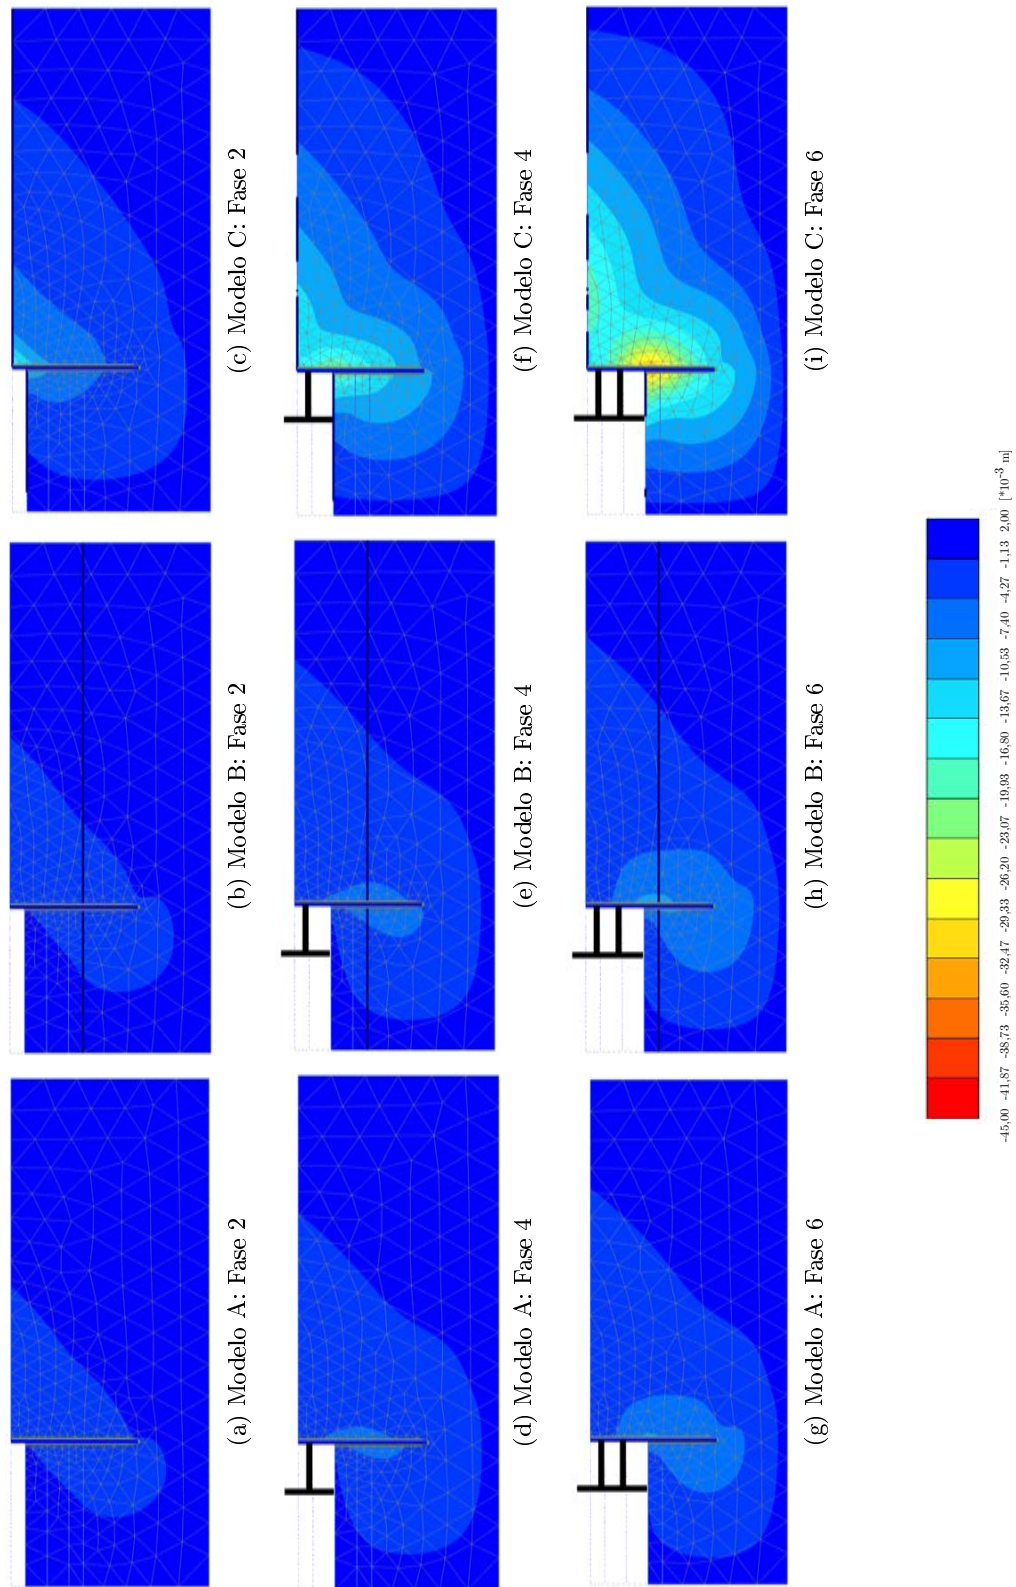 (a) Modelo A: Fase 2
(b) Modelo B: Fase 2
(c) Modelo C: Fase 2
(d) Modelo A: Fase 4
(e) Modelo B: Fase 4
(f) Modelo C: Fase 4
(g) Modelo A: Fase 6
(h) Modelo B: Fase 6
(i) Modelo C: Fase 6
-45,00 -41,87 -38,73 -35,60 -32,47 -29,33 -26,20 -23,07 -19,93 -16,80 -13,67 -10,53 -7,40 -4,27 -1,13 2,00 [*10⁻³ m]